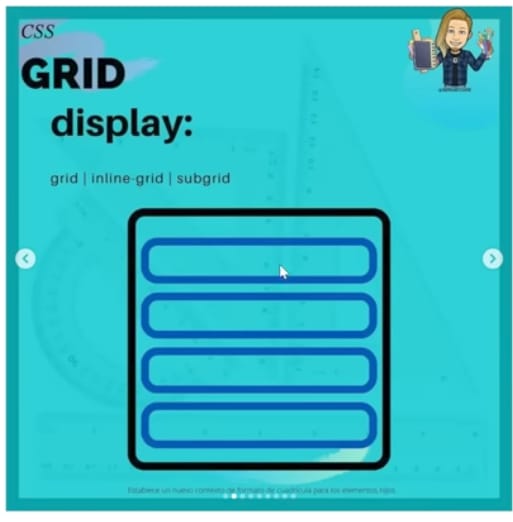 CSS
GRID
display:
grid | inline-grid | subgrid
Establece un nuevo contexto de formato de cuadrícula para los elementos hijos